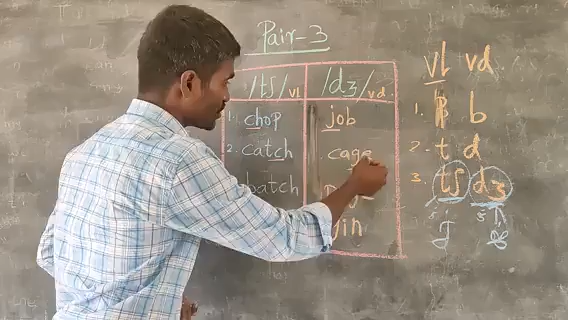 Pair-3
/tʃ/vl /dʒ/vd
1. chop job
2. catch cage
batch
gin
vl vd
1. p b
2. t d
3. tʃ dʒ